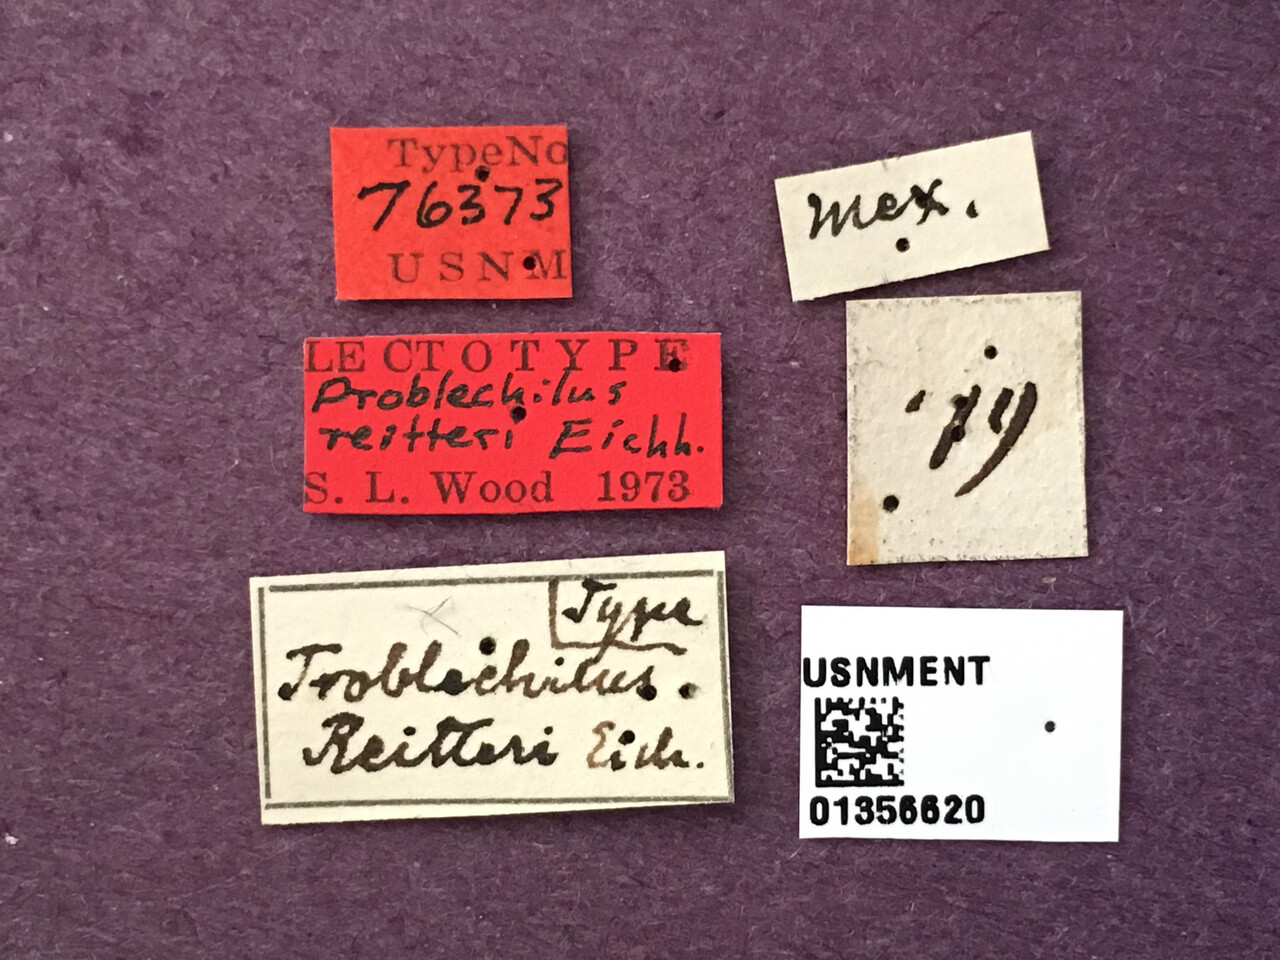 TypeNo
76373
USNM
LECTOTYPE
Problechilus
reitteri Eichh.
S. L. Wood 1973
Type
Problechilus.
Reitteri Eich.
Mex.
'79
USNMENT
01356620